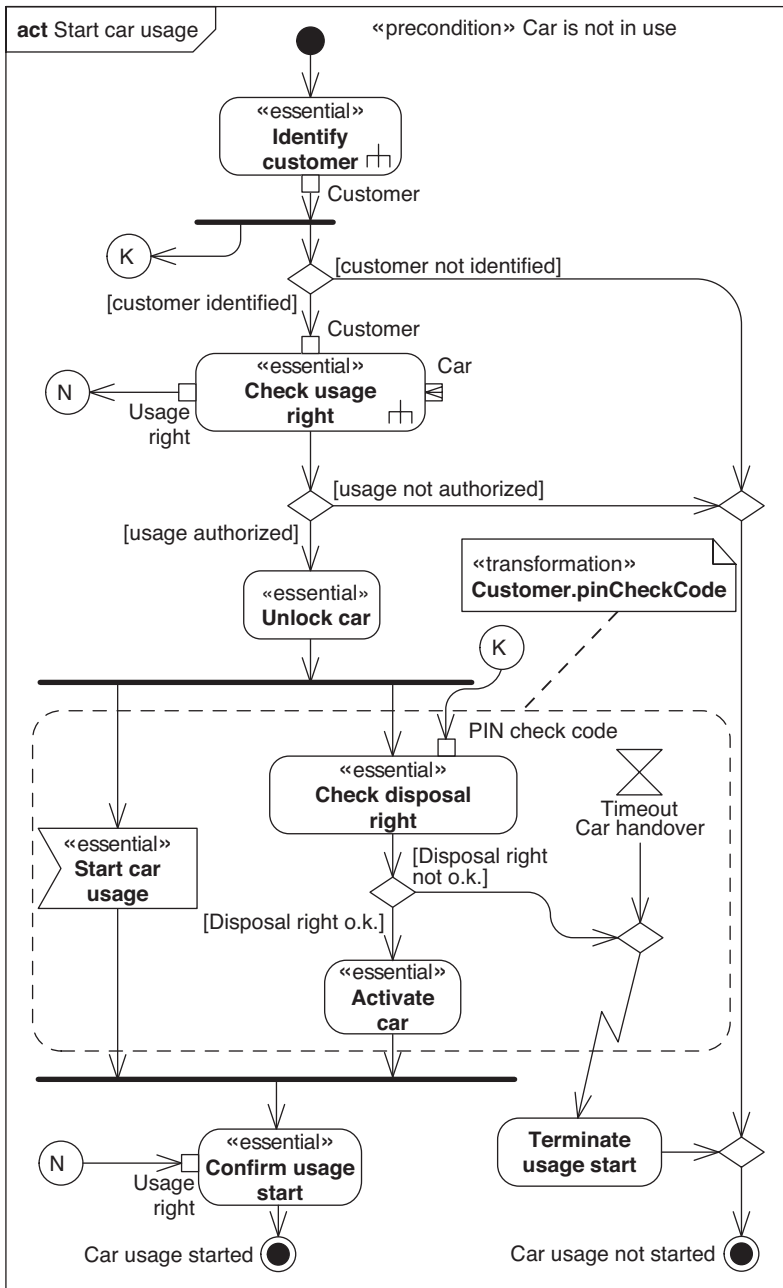 act Start car usage
«precondition» Car is not in use
«essential»
Identify
customer
Customer
K
[customer not identified]
[customer identified]
Customer
«essential»
Check usage
right
Car
N
Usage
right
[usage not authorized]
[usage authorized]
«transformation»
Customer.pinCheckCode
«essential»
Unlock car
K
PIN check code
«essential»
Check disposal
right
Timeout
Car handover
«essential»
Start car
usage
[Disposal right
not o.k.]
[Disposal right o.k.]
«essential»
Activate
car
N
Usage
right
«essential»
Confirm usage
start
Terminate
usage start
Car usage started
Car usage not started